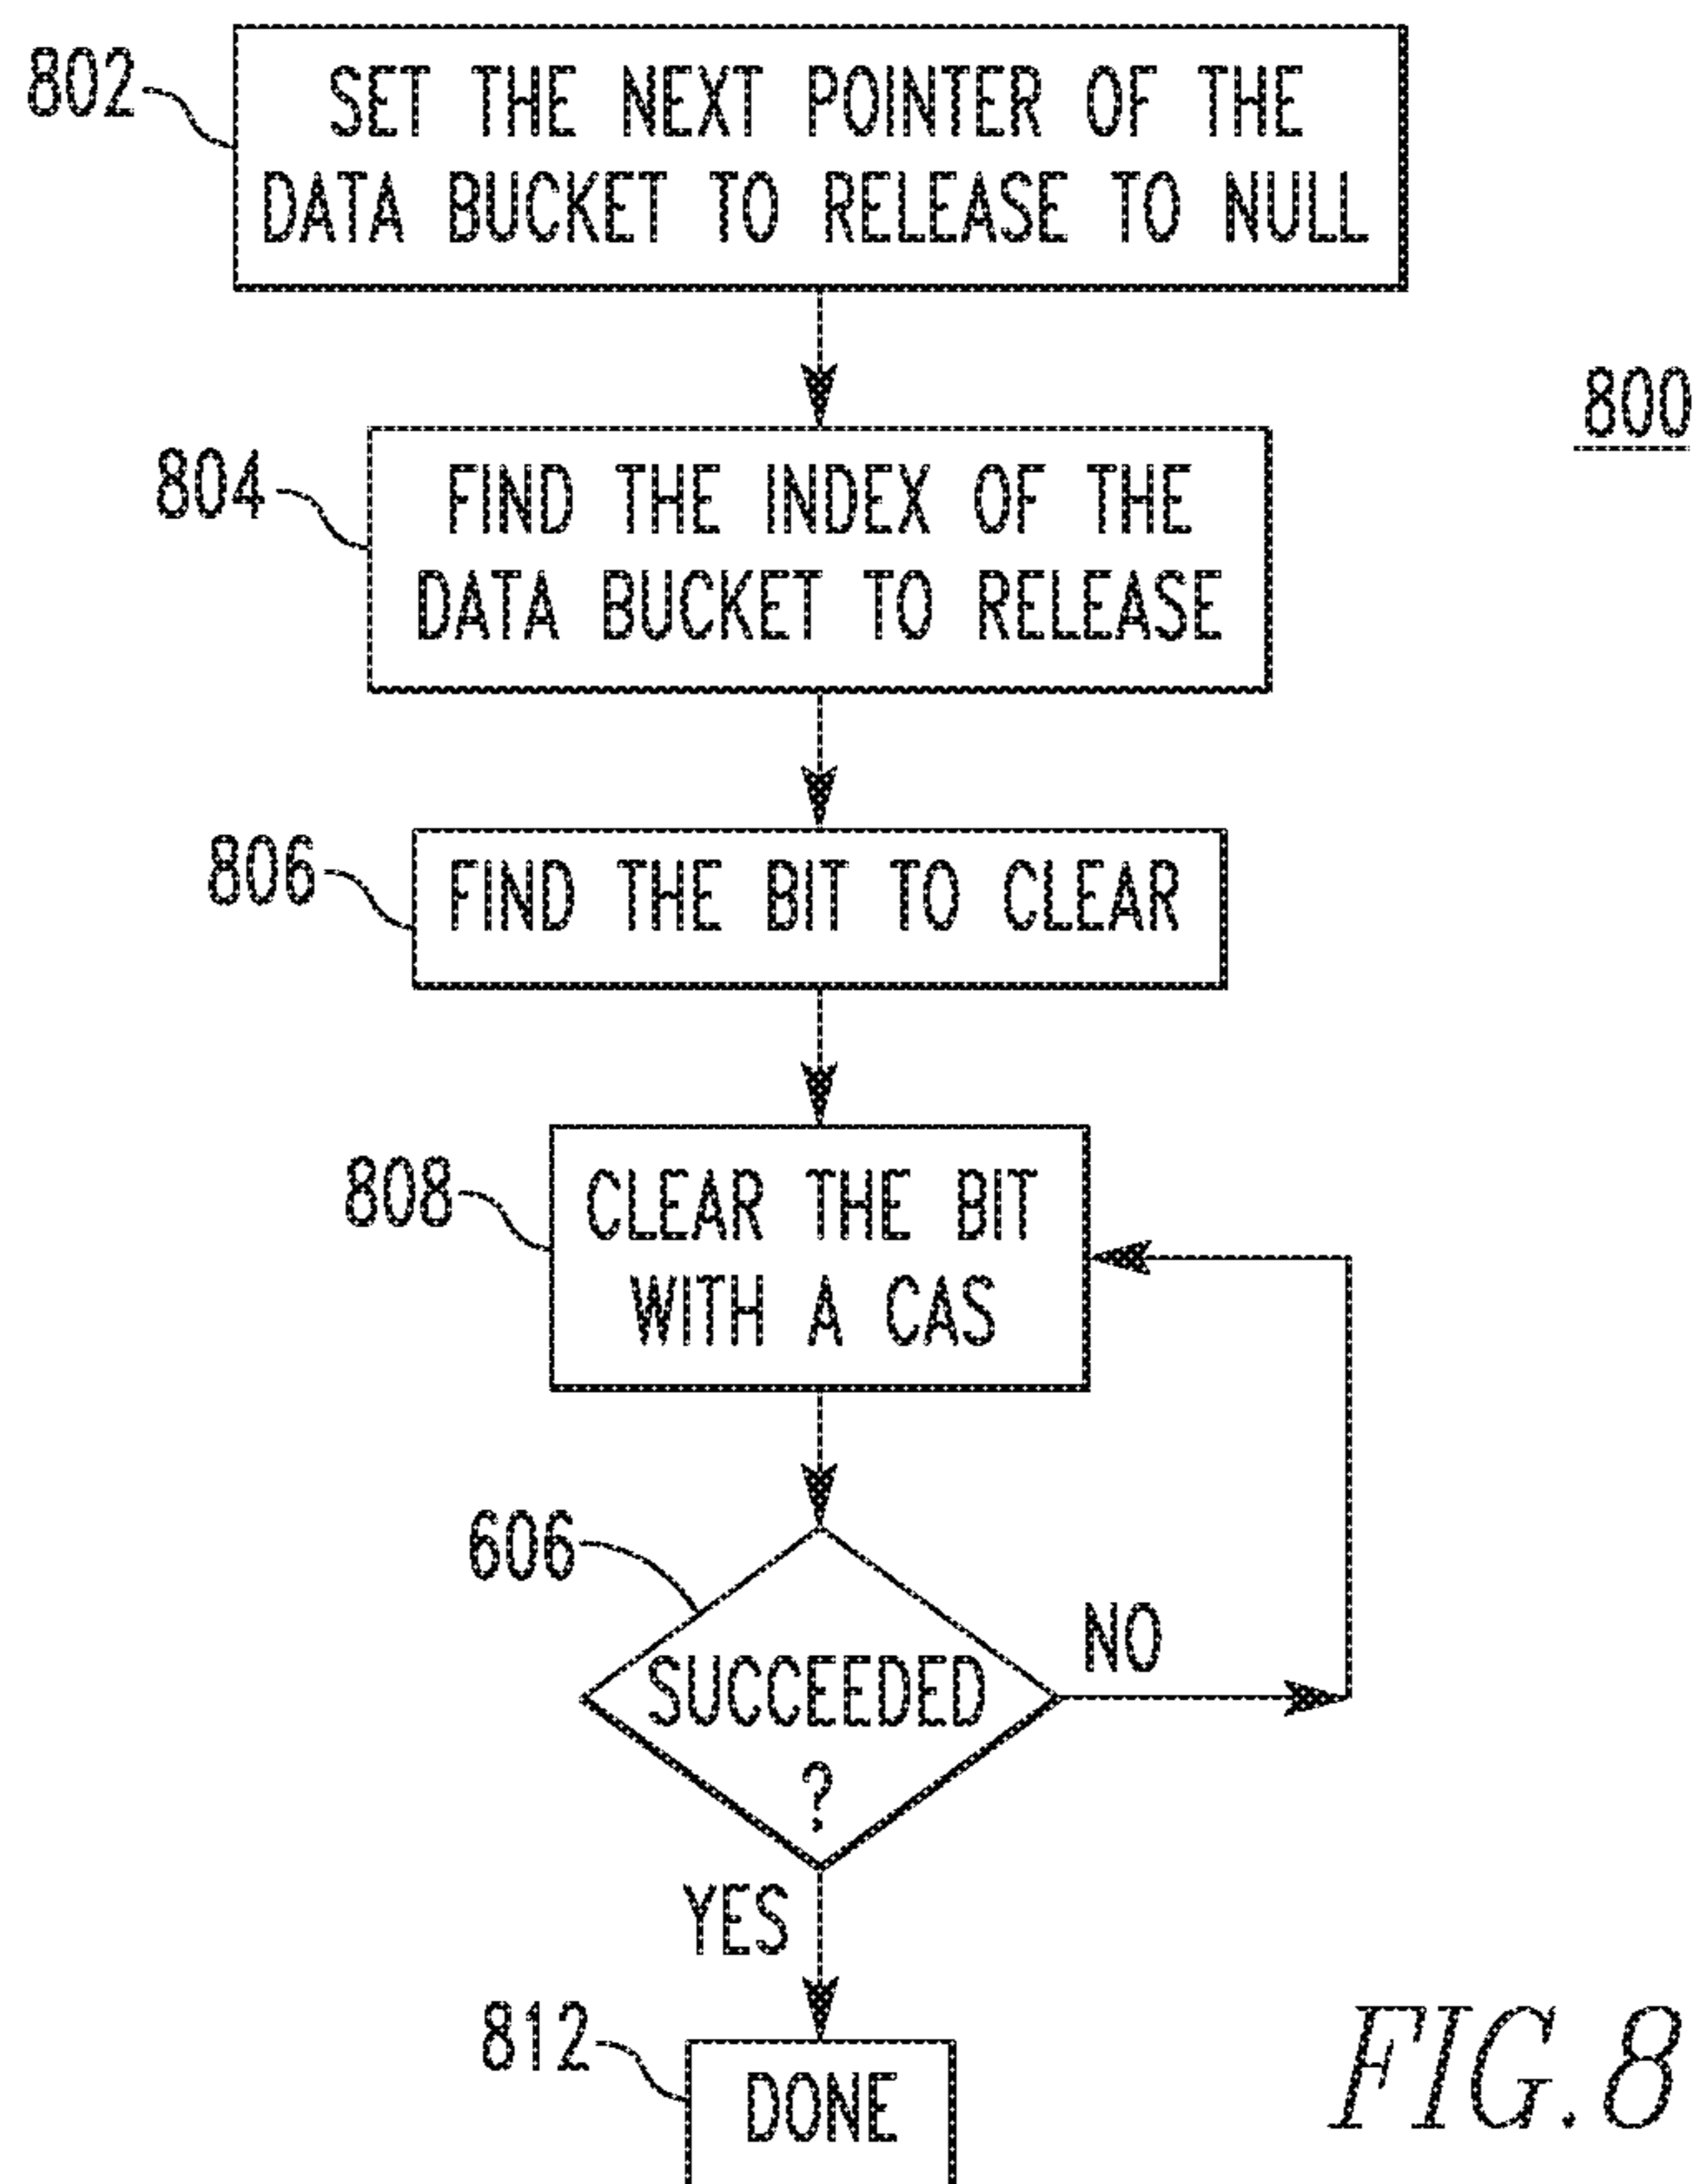 802
SET THE NEXT POINTER OF THE
DATA BUCKET TO RELEASE TO NULL
800
804
FIND THE INDEX OF THE
DATA BUCKET TO RELEASE
806
FIND THE BIT TO CLEAR
808
CLEAR THE BIT
WITH A CAS
606
SUCCEEDED
?
NO
YES
812
DONE
FIG. 8